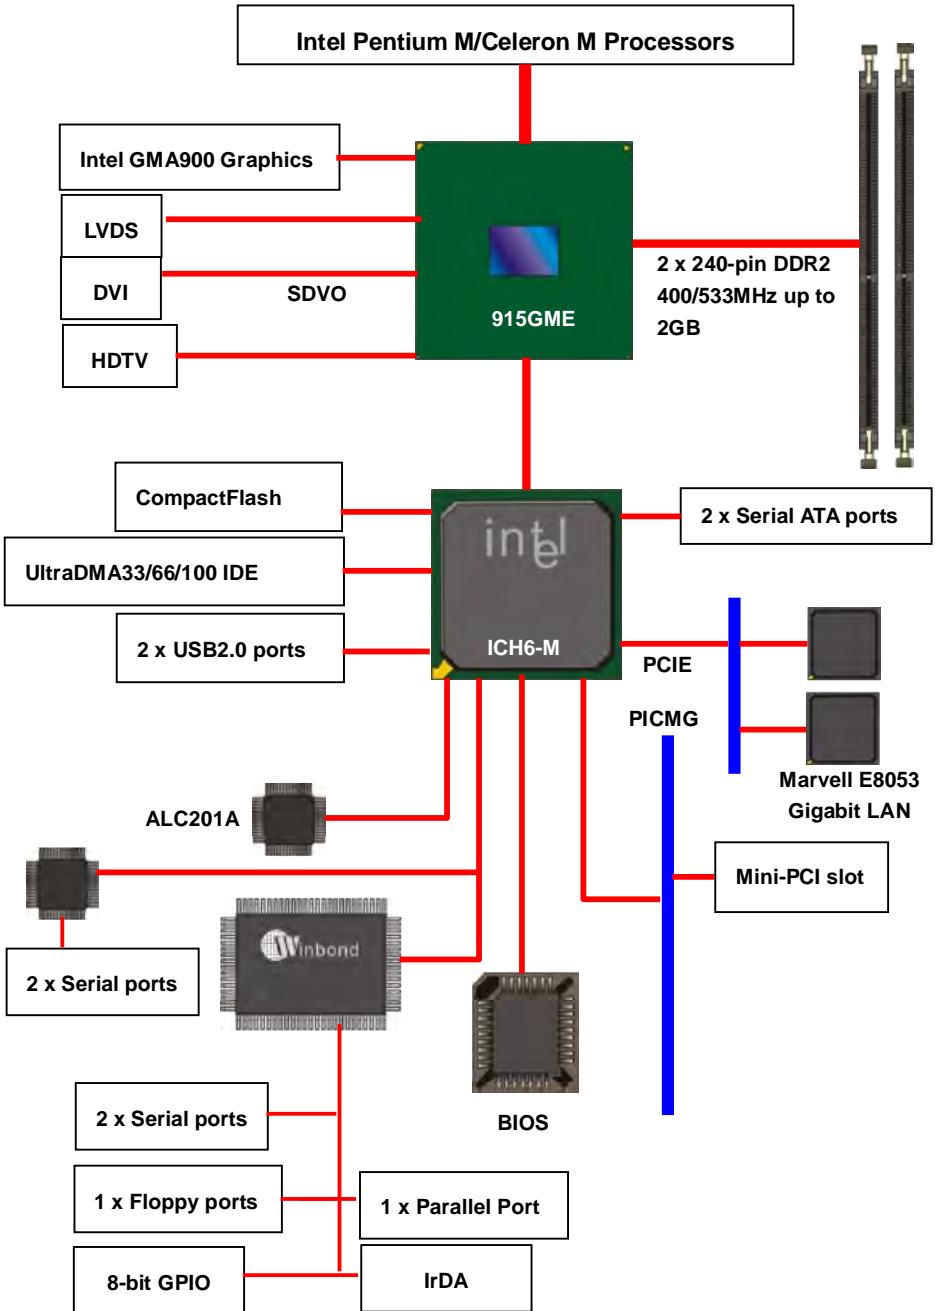 Intel Pentium M/Celeron M Processors
Intel GMA900 Graphics
LVDS
DVI
SDVO
HDTV
915GME
2 x 240-pin DDR2
400/533MHz up to
2GB
CompactFlash
UltraDMA33/66/100 IDE
2 x USB2.0 ports
intel
ICH6-M
2 x Serial ATA ports
PCIE
PICMG
Marvell E8053
Gigabit LAN
ALC201A
Mini-PCI slot
2 x Serial ports
Winbond
BIOS
2 x Serial ports
1 x Floppy ports
1 x Parallel Port
8-bit GPIO
IrDA